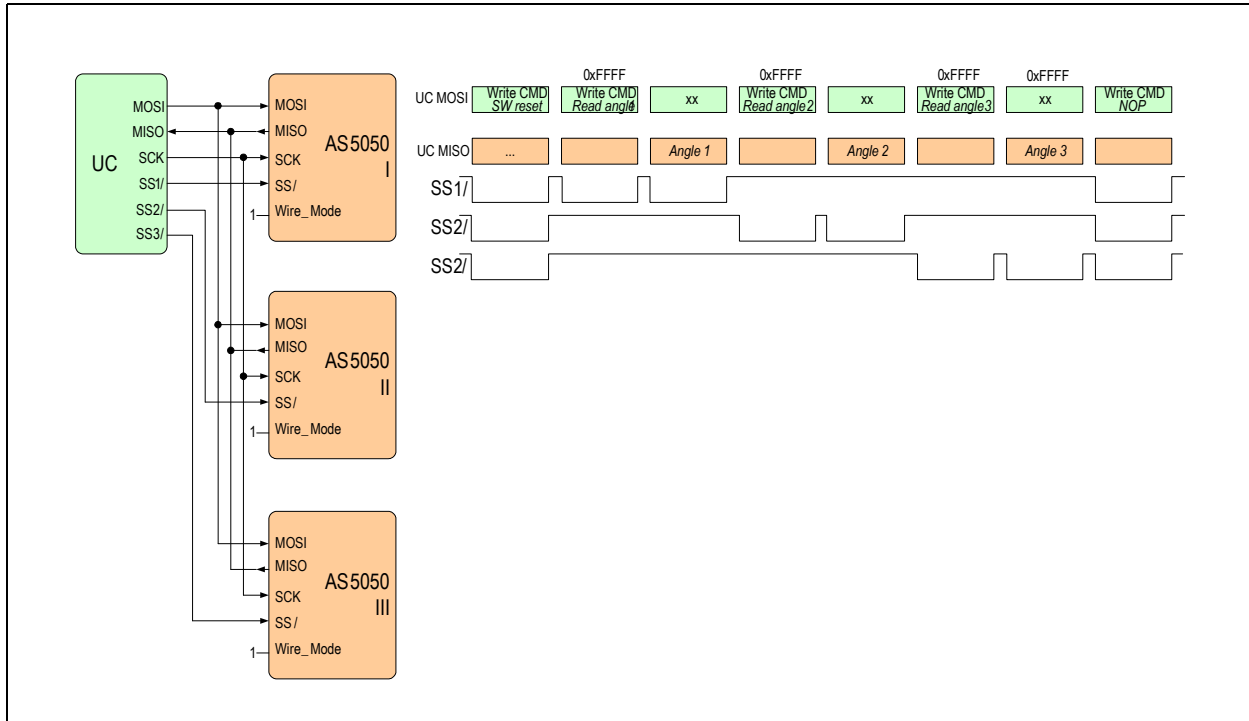 UC
MOSI
MISO
SCK
SS1/
SS2/
SS3/
MOSI
MISO
SCK
SS/
1 Wire_Mode
AS5050
I
MOSI
MISO
SCK
SS/
1 Wire_Mode
AS5050
II
MOSI
MISO
SCK
SS/
1 Wire_Mode
AS5050
III
0xFFFF 0xFFFF 0xFFFF 0xFFFF
UC MOSI
Write CMD
SW reset
Write CMD
Read angle1
xx
Write CMD
Read angle2
xx
Write CMD
Read angle3
xx
Write CMD
NOP
UC MISO ... Angle 1 Angle 2 Angle 3
SS1/
SS2/
SS2/